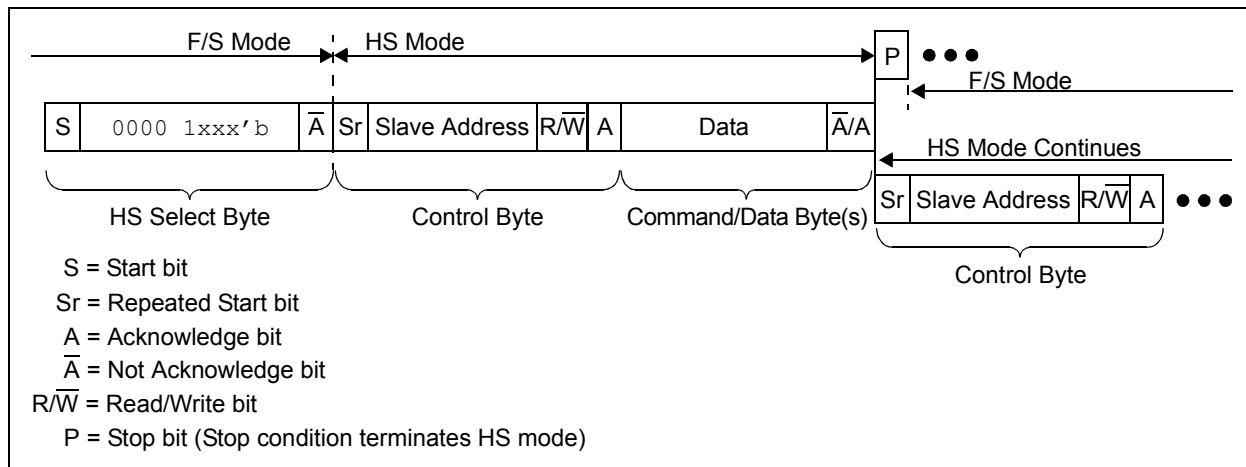 F/S Mode HS Mode
P
F/S Mode
S 0000 1xxx'b A̅ Sr Slave Address R/W̅ A Data A̅/A
HS Mode Continues
HS Select Byte Control Byte Command/Data Byte(s)
Sr Slave Address R/W̅ A
Control Byte
S = Start bit
Sr = Repeated Start bit
A = Acknowledge bit
A̅ = Not Acknowledge bit
R/W̅ = Read/Write bit
P = Stop bit (Stop condition terminates HS mode)